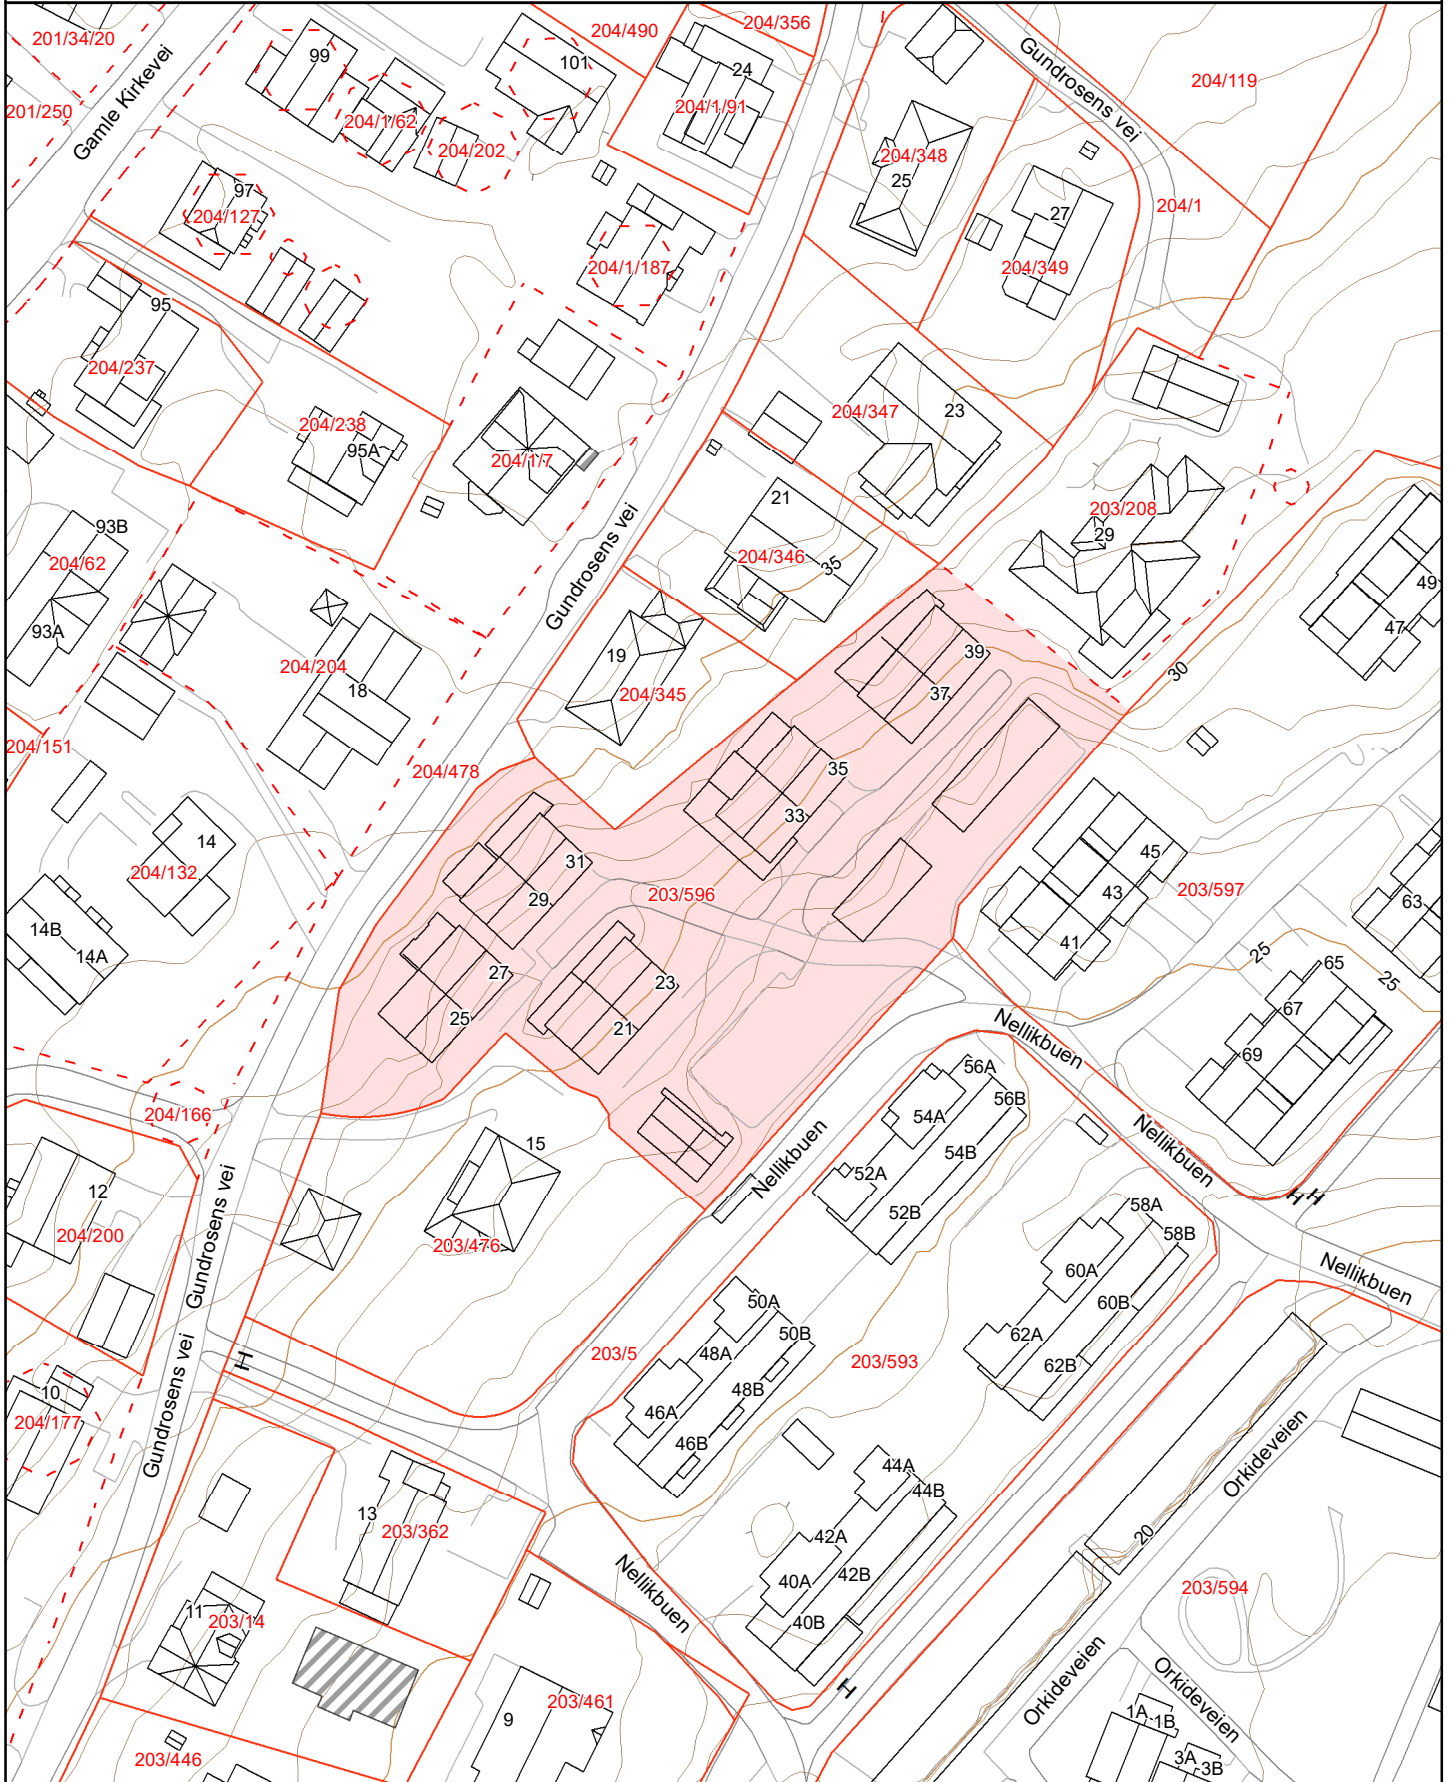 204/490
204/356
201/34/20
Gamle Kirkevei
99
101
24
Gundrosens vei
204/119
201/250
204/1/62
204/1/91
204/202
204/348
25
97
204/127
27
204/1
204/1/187
204/349
95
204/237
204/238
95A
204/1/7
204/347
23
21
Gundrosens vei
203/208
29
93B
204/62
204/346
35
49
47
93A
19
39
204/204
18
204/345
37
30
204/151
204/478
35
33
14
204/132
31
29
203/596
45
43
203/597
63
14B
14A
41
25
65
25
27
23
67
25
21
Nellikbuen
69
56A
56B
204/166
54A
54B
Nellikbuen
Nellikbuen
15
52A
12
52B
58A
H H
204/200
203/476
58B
Gundrosens vei
60A
Nellikbuen
50A
60B
50B
62A
H
203/5
48A
203/593
62B
48B
Gundrosens vei
10
46A
204/177
46B
Orkideveien
44A
44B
13
203/362
42A
20
Nellikbuen
40A
42B
203/594
11
203/14
40B
Orkideveien
Orkideveien
H
203/461
9
1A
1B
203/446
3A
3B